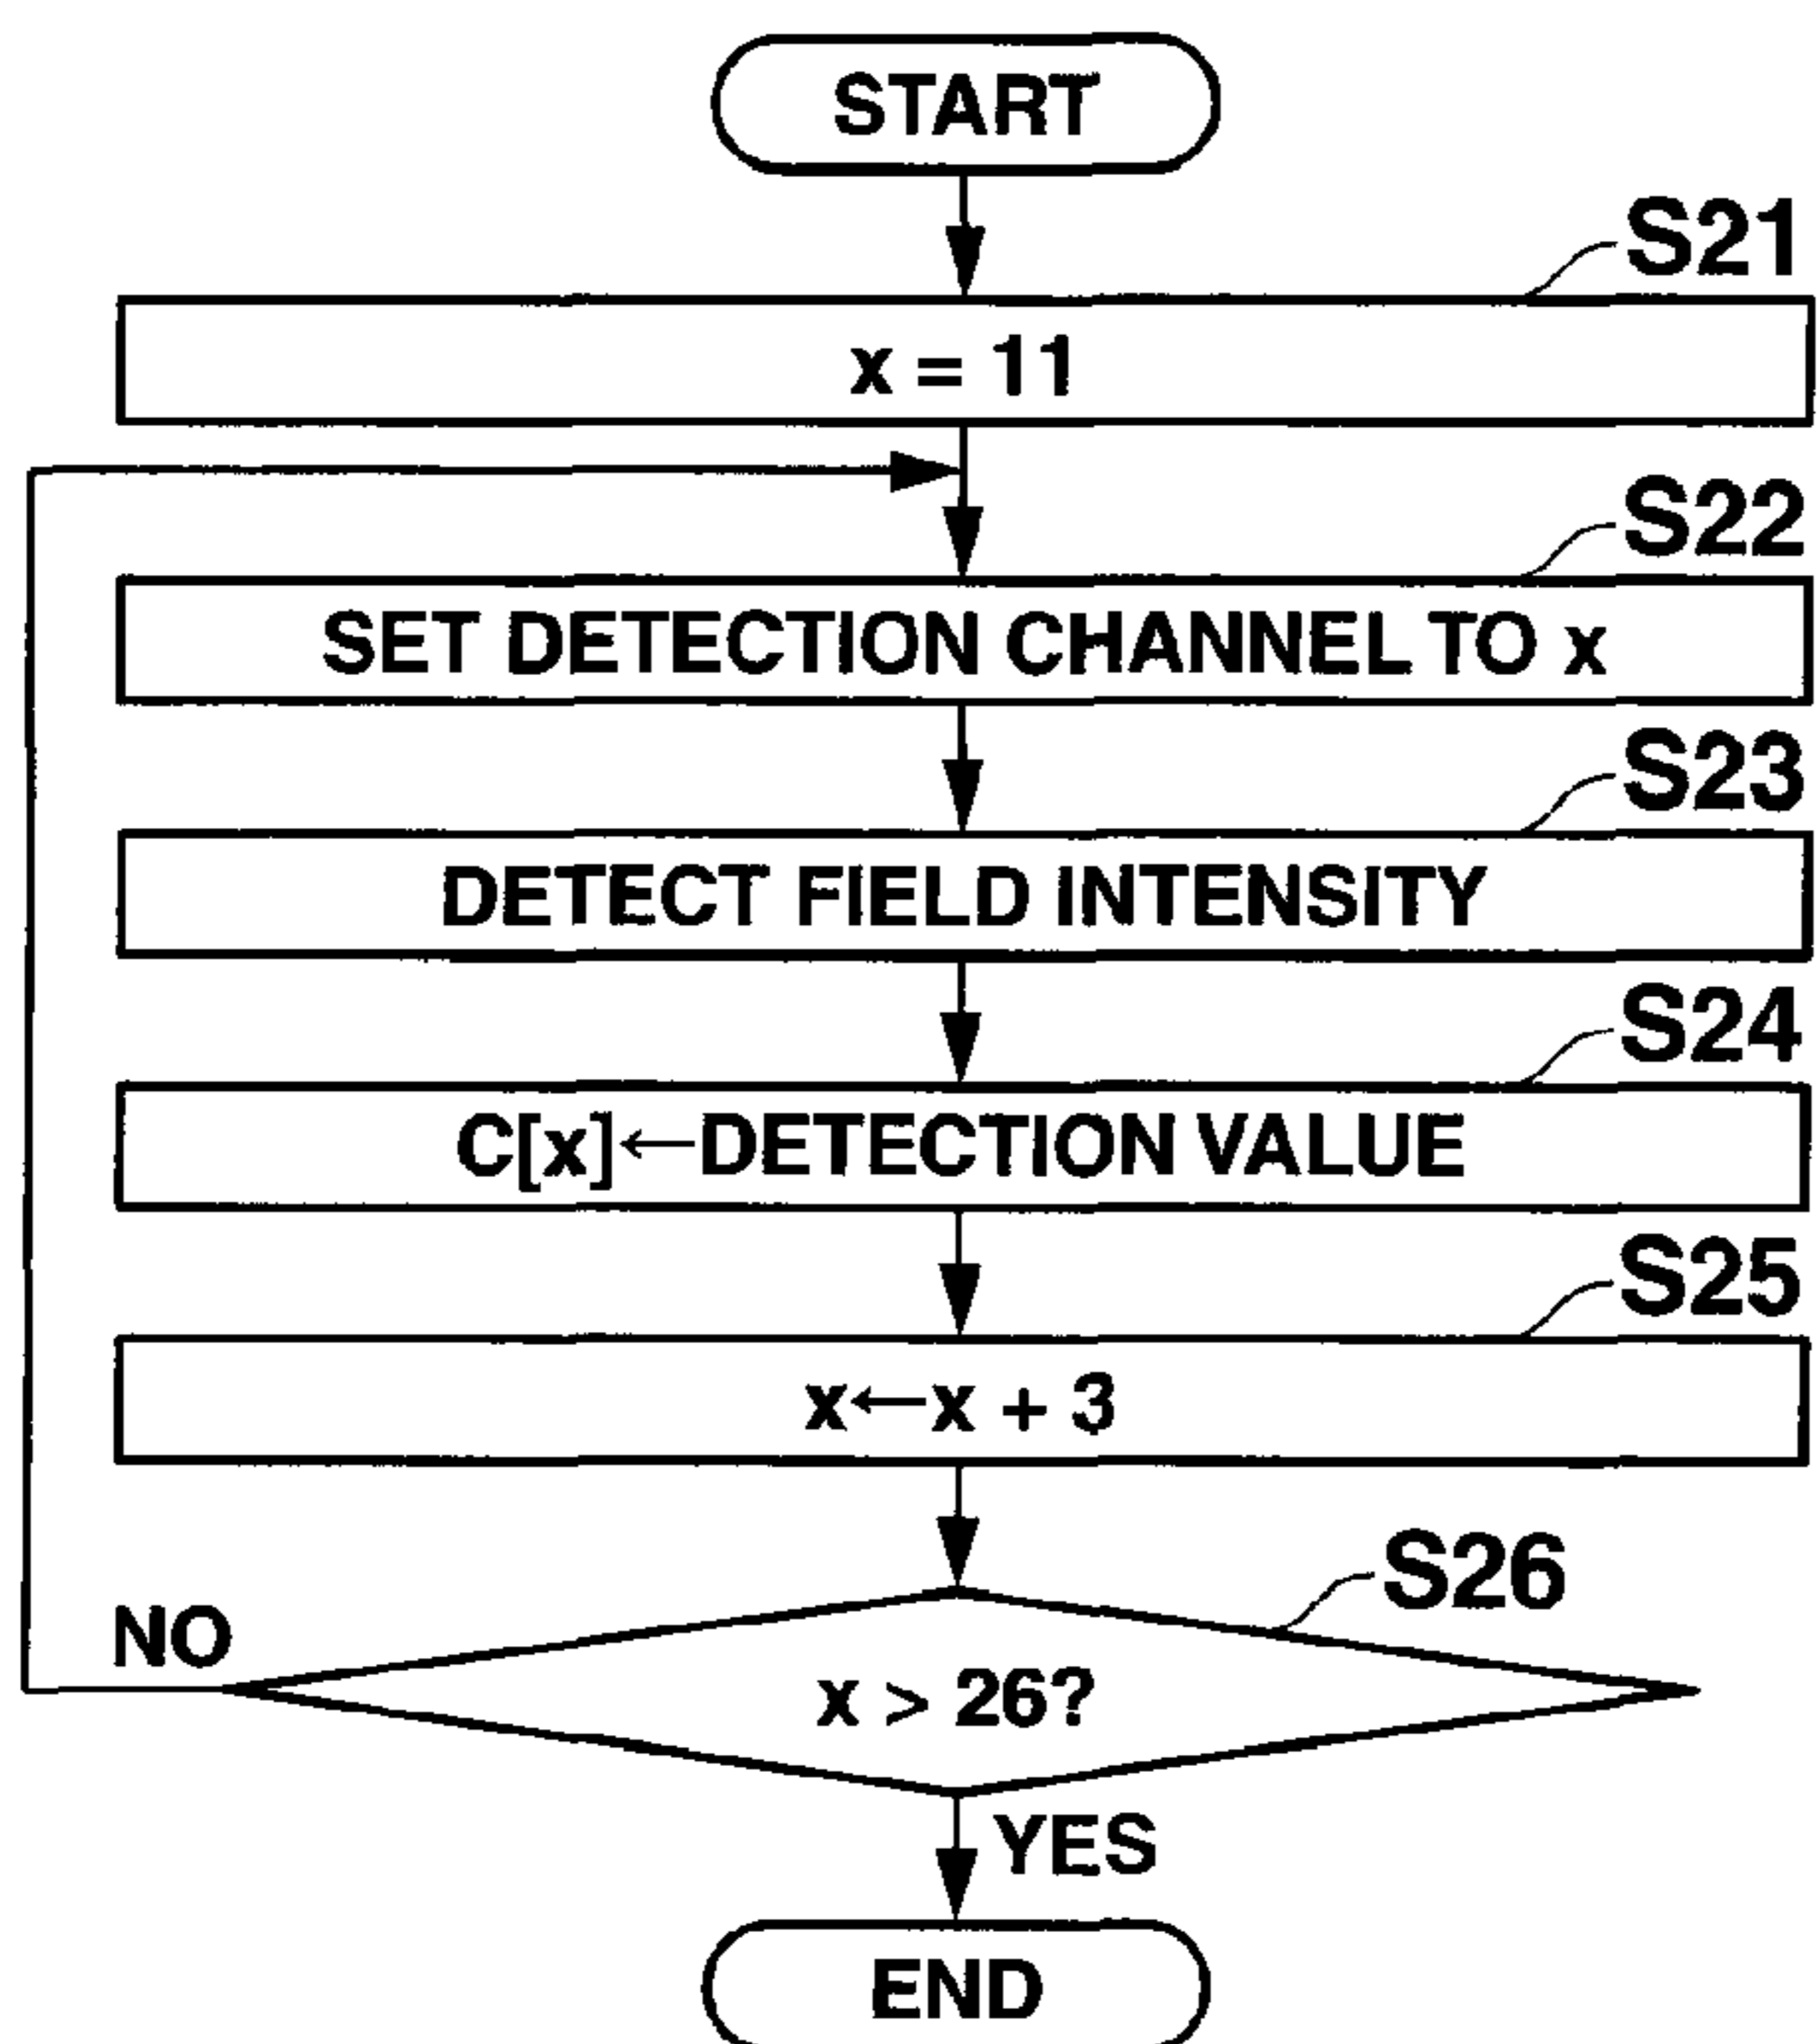 START
S21
x = 11
S22
SET DETECTION CHANNEL TO x
S23
DETECT FIELD INTENSITY
S24
C[x]←DETECTION VALUE
S25
x←x + 3
S26
NO
x > 26?
YES
END